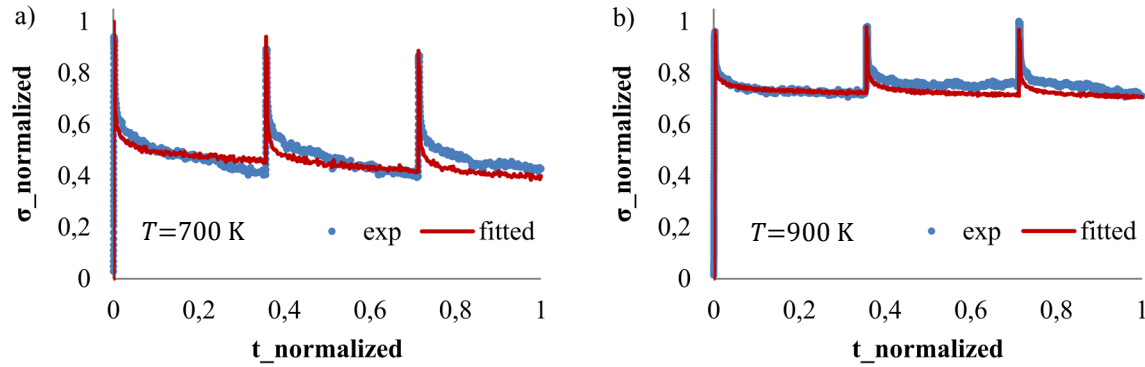 a)
σ_normalized
1
0,8
0,6
0,4
0,2
0
T=700 K
exp
fitted
0 0,2 0,4 0,6 0,8 1
t_normalized
b)
σ_normalized
1
0,8
0,6
0,4
0,2
0
T=900 K
exp
fitted
0 0,2 0,4 0,6 0,8 1
t_normalized